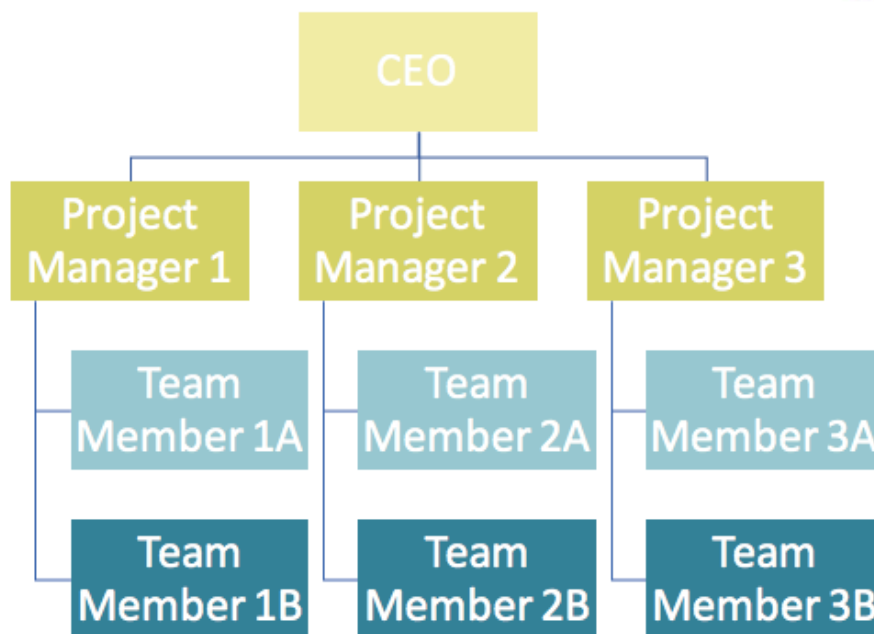 CEO
Project
Manager 1
Project
Manager 2
Project
Manager 3
Team
Member 1A
Team
Member 2A
Team
Member 3A
Team
Member 1B
Team
Member 2B
Team
Member 3B